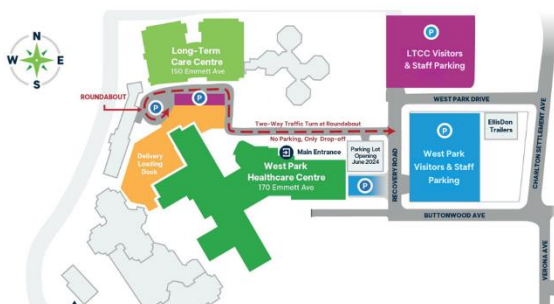 N
W
E
S
Long-Term
Care Centre
150 Emmett Ave
P
LTCC Visitors
& Staff Parking
ROUNDABOUT
P
P
WEST PARK DRIVE
Two-Way Traffic Turn at Roundabout
No Parking, Only Drop-off
P
EllisDon
Trailers
Main Entrance
Parking Lot
Opening
June 2024
West Park
Visitors & Staff
Parking
Delivery
Loading
Dock
West Park
Healthcare Centre
170 Emmett Ave
P
RECOVERY ROAD
CHARLTON SETTLEMENT AVE
BUTTONWOOD AVE
VERONA AVE